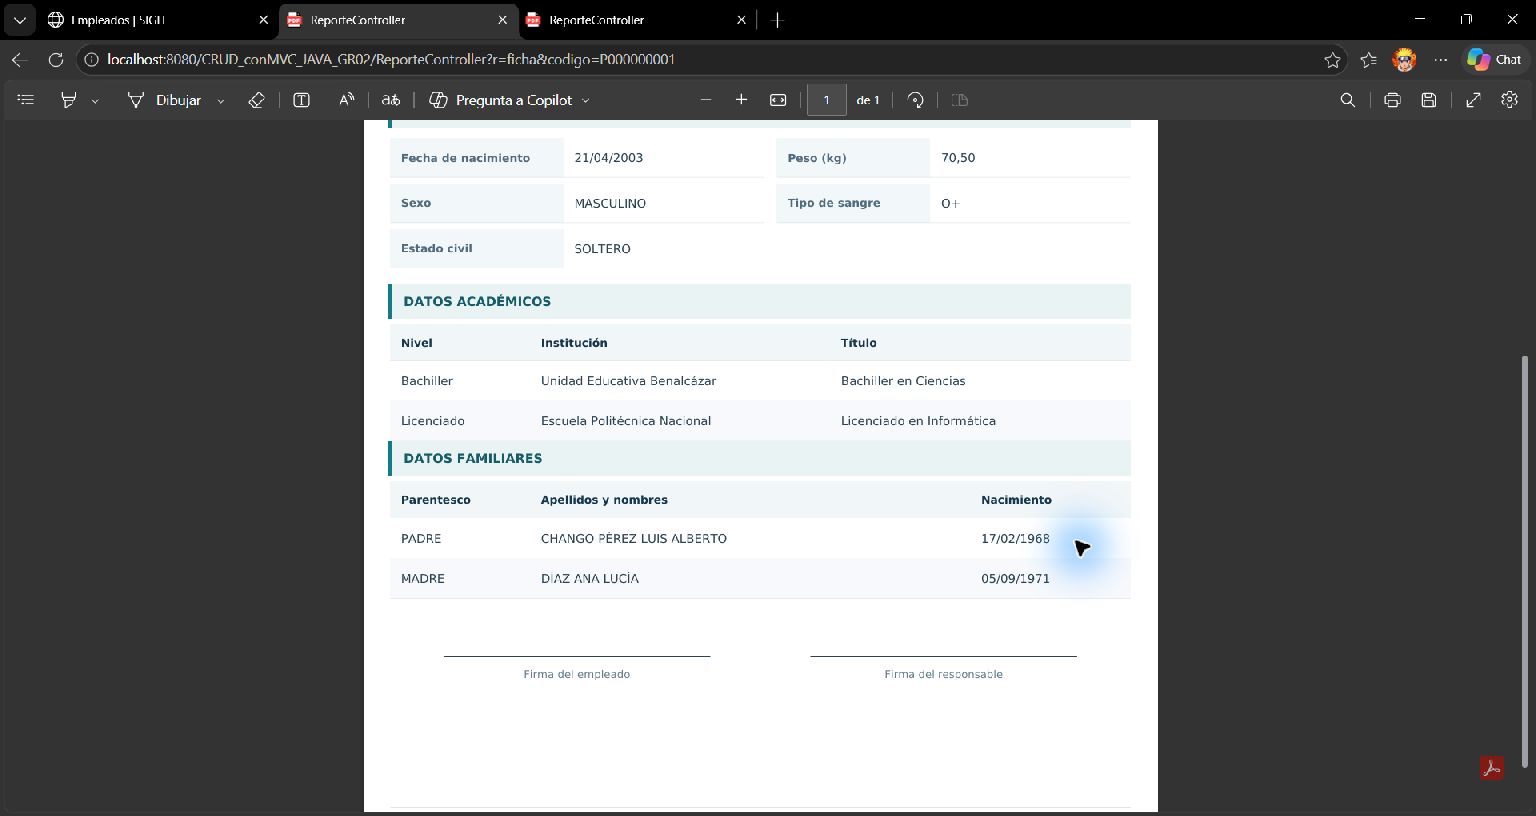 Empleados | SIGH
ReporteController
ReporteController
localhost:8080/CRUD_conMVC_JAVA_GR02/ReporteController?r=ficha&codigo=P000000001
Chat
Dibujar
Pregunta a Copilot
1 de 1
Fecha de nacimiento 21/04/2003 Peso (kg) 70,50
Sexo MASCULINO Tipo de sangre O+
Estado civil SOLTERO
DATOS ACADÉMICOS
Nivel Institución Título
Bachiller Unidad Educativa Benalcázar Bachiller en Ciencias
Licenciado Escuela Politécnica Nacional Licenciado en Informática
DATOS FAMILIARES
Parentesco Apellidos y nombres Nacimiento
PADRE CHANGO PÉREZ LUIS ALBERTO 17/02/1968
MADRE DÍAZ ANA LUCÍA 05/09/1971
Firma del empleado Firma del responsable